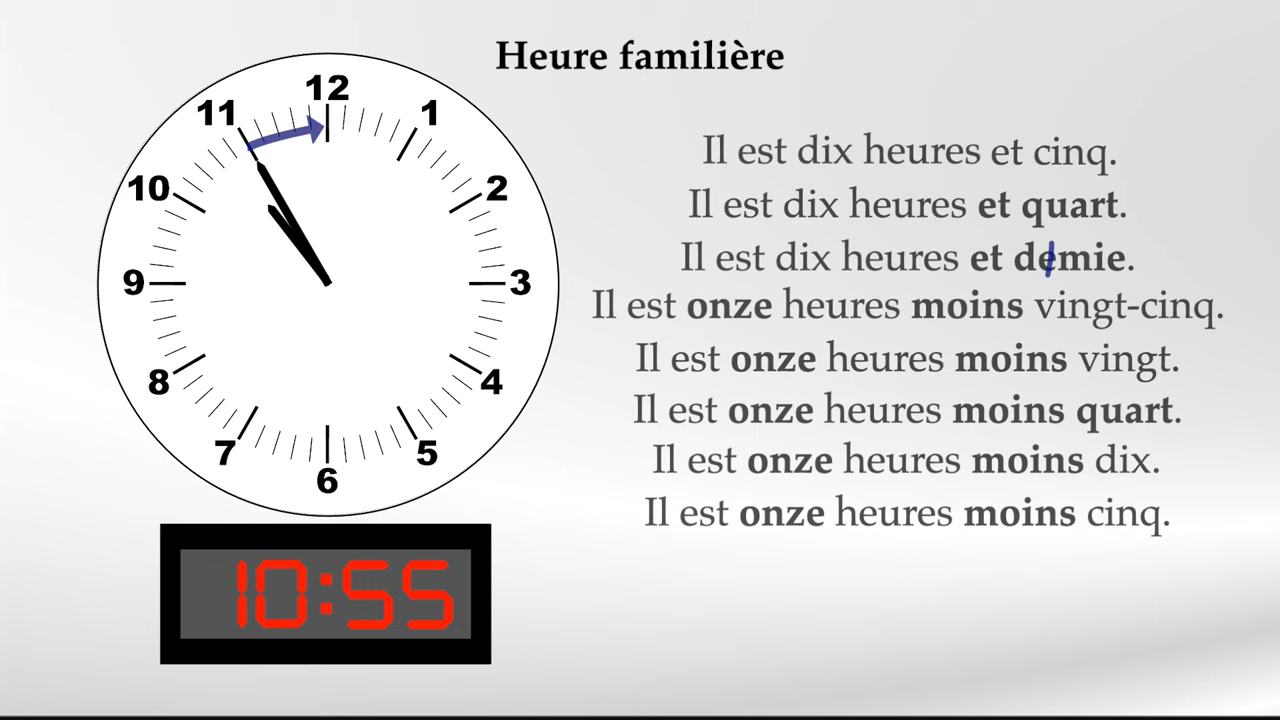 Heure familière
12
11
1
10
2
9
3
8
4
7
5
6
10:55
Il est dix heures et cinq.
Il est dix heures et quart.
Il est dix heures et demie.
Il est onze heures moins vingt-cinq.
Il est onze heures moins vingt.
Il est onze heures moins quart.
Il est onze heures moins dix.
Il est onze heures moins cinq.